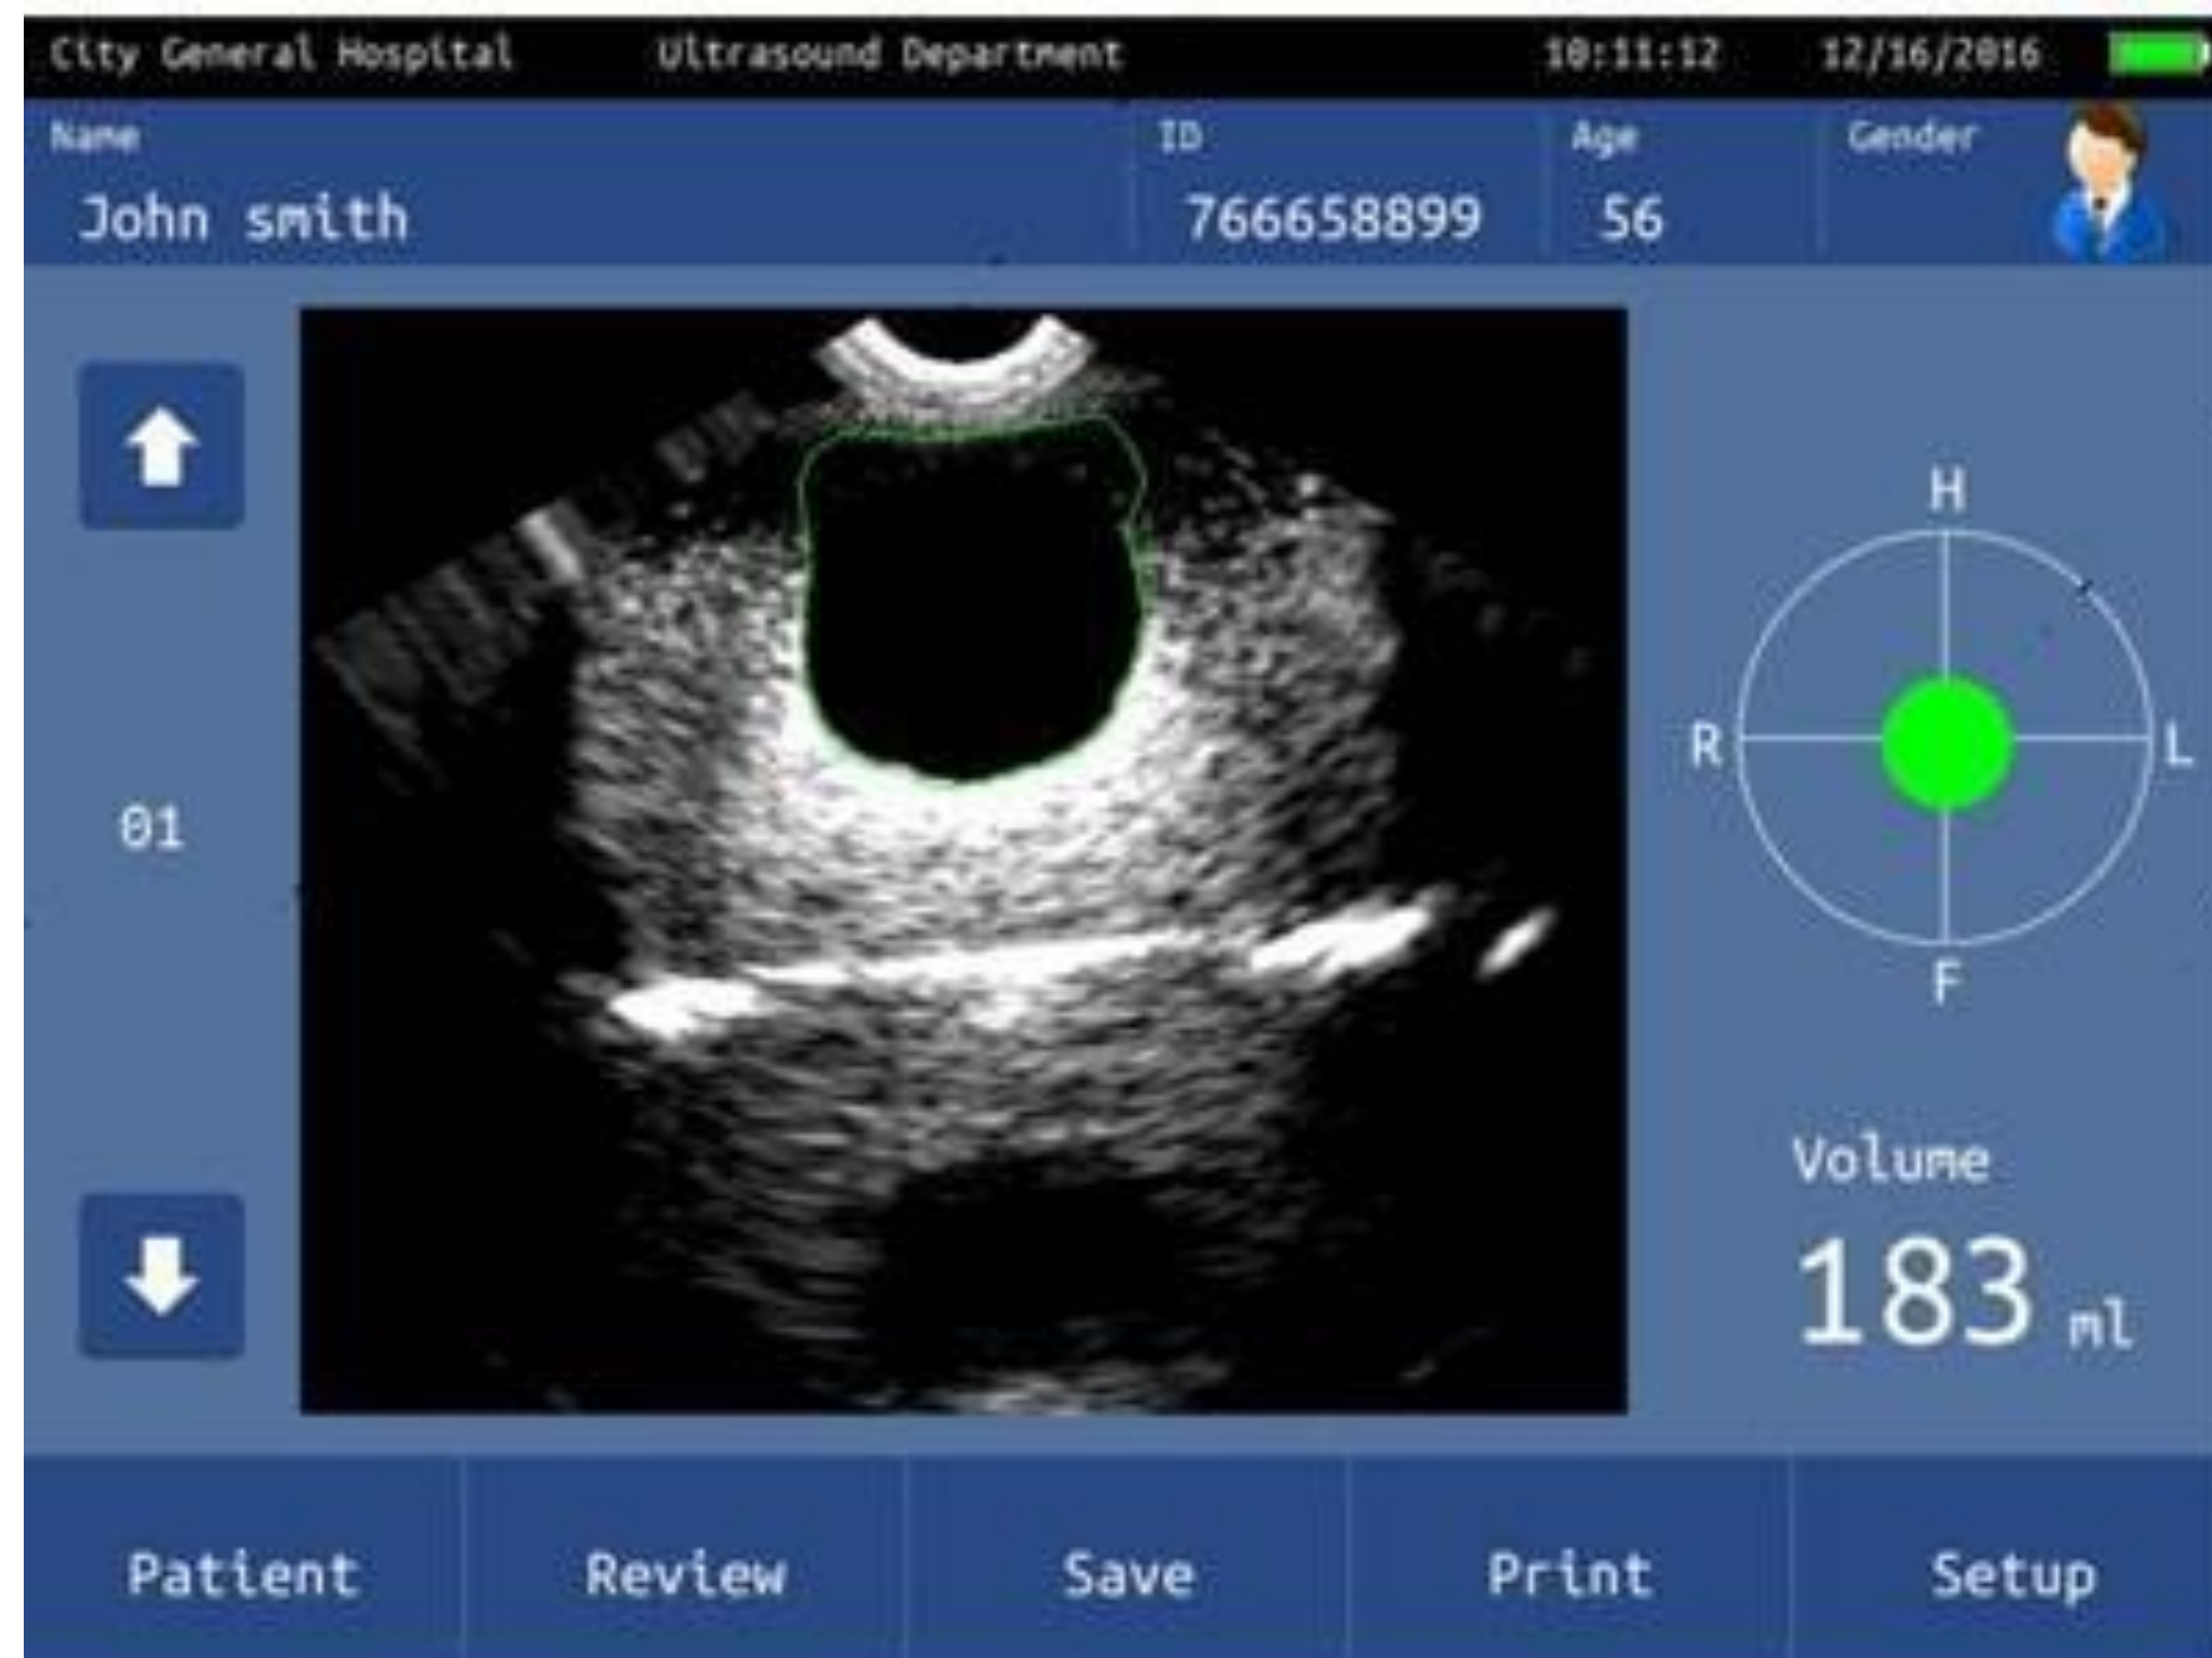 City General Hospital Ultrasound Department 10:11:12 12/16/2016
Name ID Age Gender
John smith 766658899 56
H
R L
01
F
Volume
183 ml
Patient Review Save Print Setup